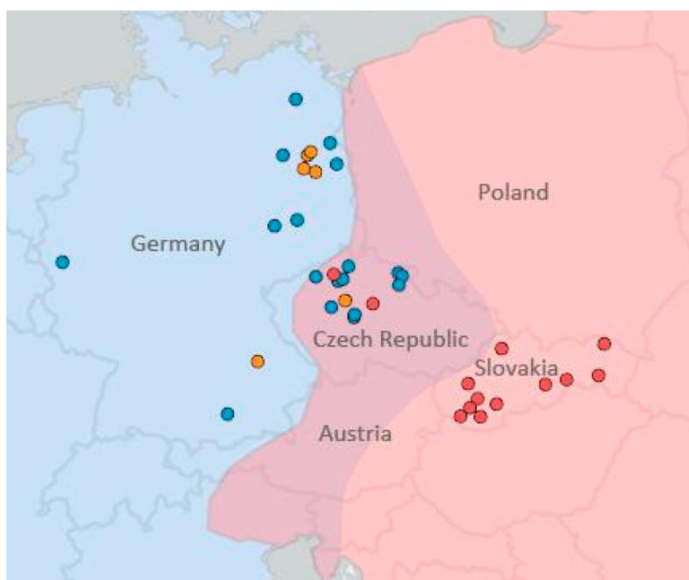 Poland
Germany
Czech Republic
Slovakia
Austria